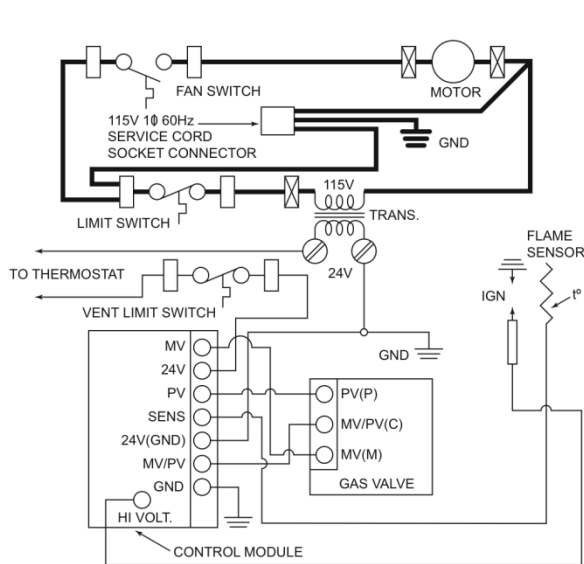 FAN SWITCH
MOTOR
115V 1ϕ 60Hz
SERVICE CORD
SOCKET CONNECTOR
GND
115V
LIMIT SWITCH
TRANS.
24V
TO THERMOSTAT
VENT LIMIT SWITCH
FLAME
SENSOR
IGN
t°
GND
MV
24V
PV
SENS
24V(GND)
MV/PV
GND
HI VOLT.
PV(P)
MV/PV(C)
MV(M)
GAS VALVE
CONTROL MODULE